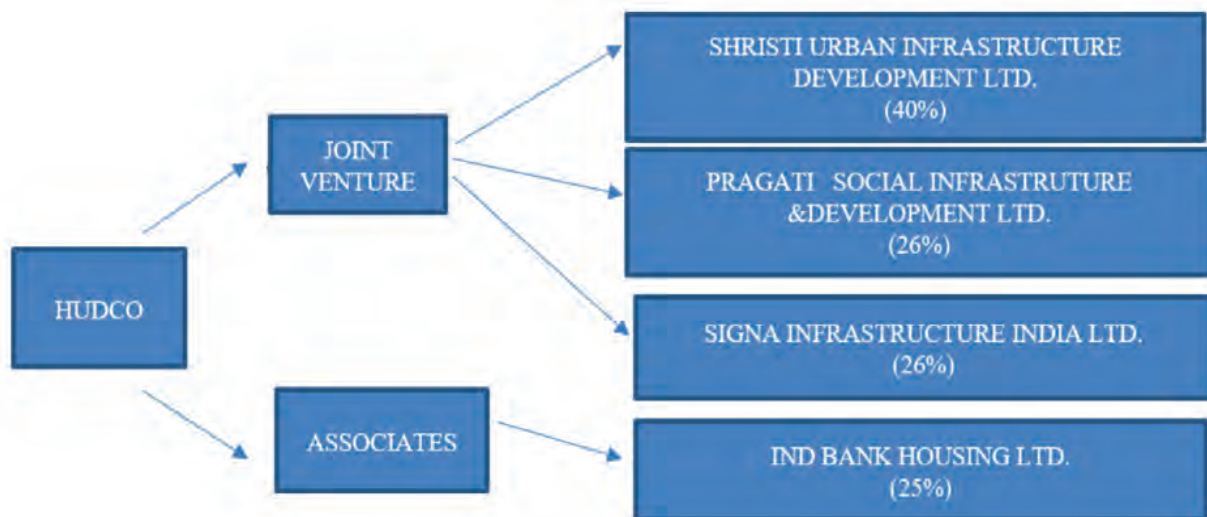 HUDCO
JOINT
VENTURE
ASSOCIATES
SHRISTI URBAN INFRASTRUCTURE
DEVELOPMENT LTD.
(40%)
PRAGATI SOCIAL INFRASTRUTURE
&DEVELOPMENT LTD.
(26%)
SIGNA INFRASTRUCTURE INDIA LTD.
(26%)
IND BANK HOUSING LTD.
(25%)